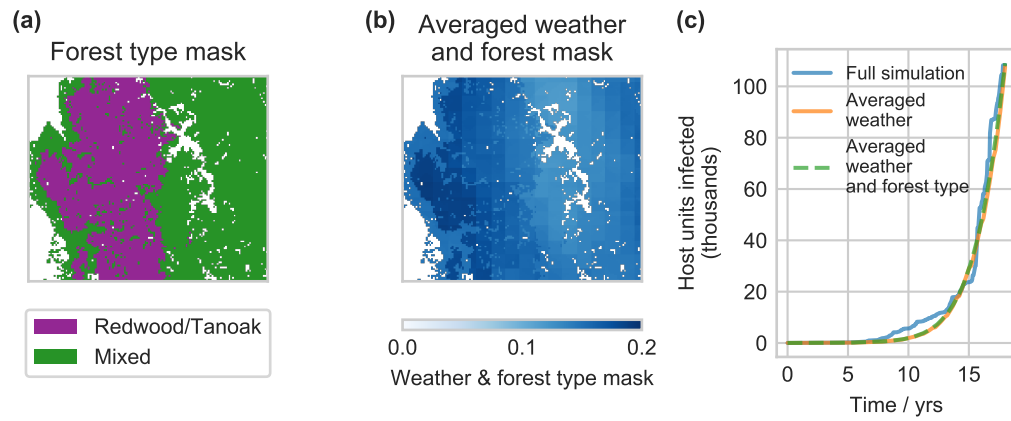 (a)
Forest type mask
Redwood/Tanoak
Mixed
(b)
Averaged weather
and forest mask
0.0
0.1
0.2
Weather & forest type mask
(c)
Host units infected
(thousands)
100
80
60
40
20
0
Full simulation
Averaged
weather
Averaged
weather
and forest type
0
5
10
15
Time / yrs